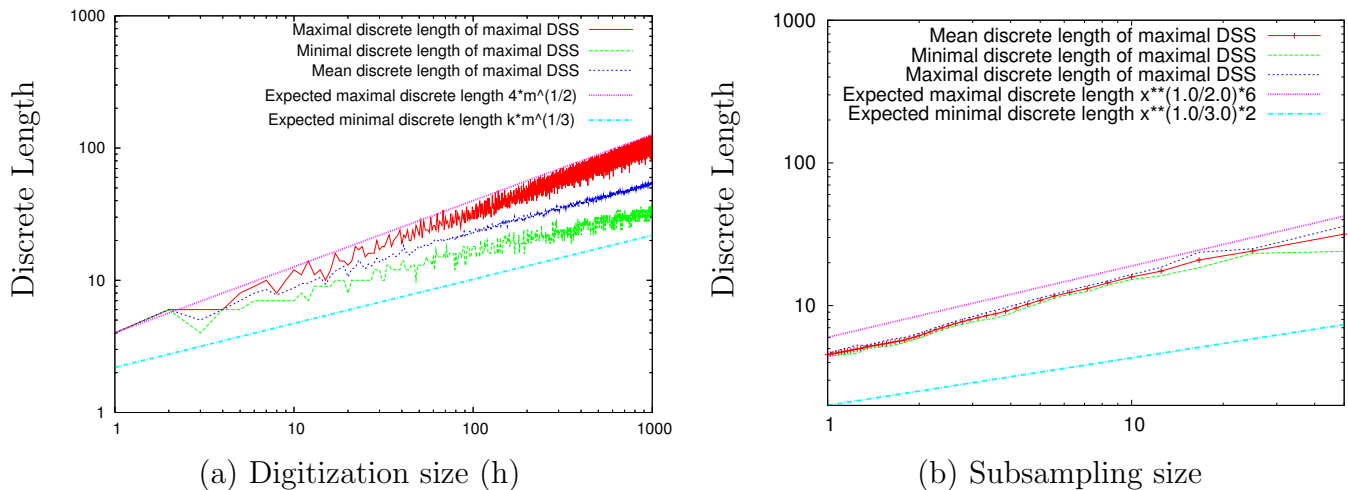 1000
100
10
1
Discrete Length
Maximal discrete length of maximal DSS
Minimal discrete length of maximal DSS
Mean discrete length of maximal DSS
Expected maximal discrete length 4*m^(1/2)
Expected minimal discrete length k*m^(1/3)
1 10 100 1000
(a) Digitization size (h)
1000
100
10
Discrete Length
Mean discrete length of maximal DSS
Minimal discrete length of maximal DSS
Maximal discrete length of maximal DSS
Expected maximal discrete length x**(1.0/2.0)*6
Expected minimal discrete length x**(1.0/3.0)*2
1 10
(b) Subsampling size